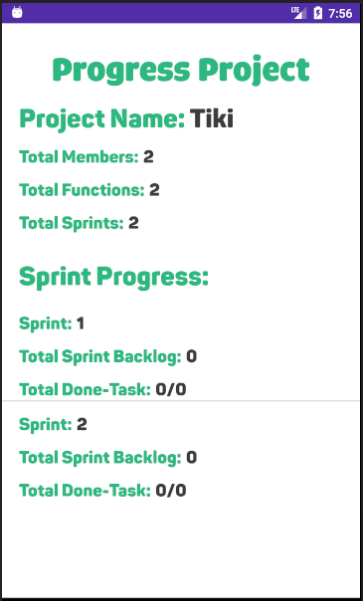 LTE 7:56
Progress Project
Project Name: Tiki
Total Members: 2
Total Functions: 2
Total Sprints: 2
Sprint Progress:
Sprint: 1
Total Sprint Backlog: 0
Total Done-Task: 0/0
Sprint: 2
Total Sprint Backlog: 0
Total Done-Task: 0/0